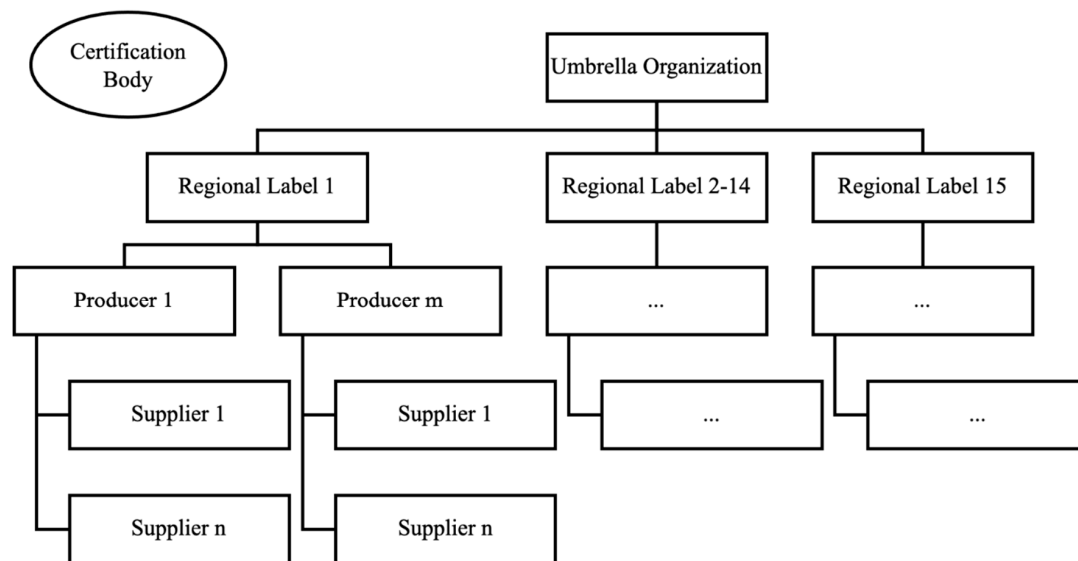 Certification
Body
Umbrella Organization
Regional Label 1
Regional Label 2-14
Regional Label 15
Producer 1
Producer m
...
...
Supplier 1
Supplier 1
...
...
Supplier n
Supplier n